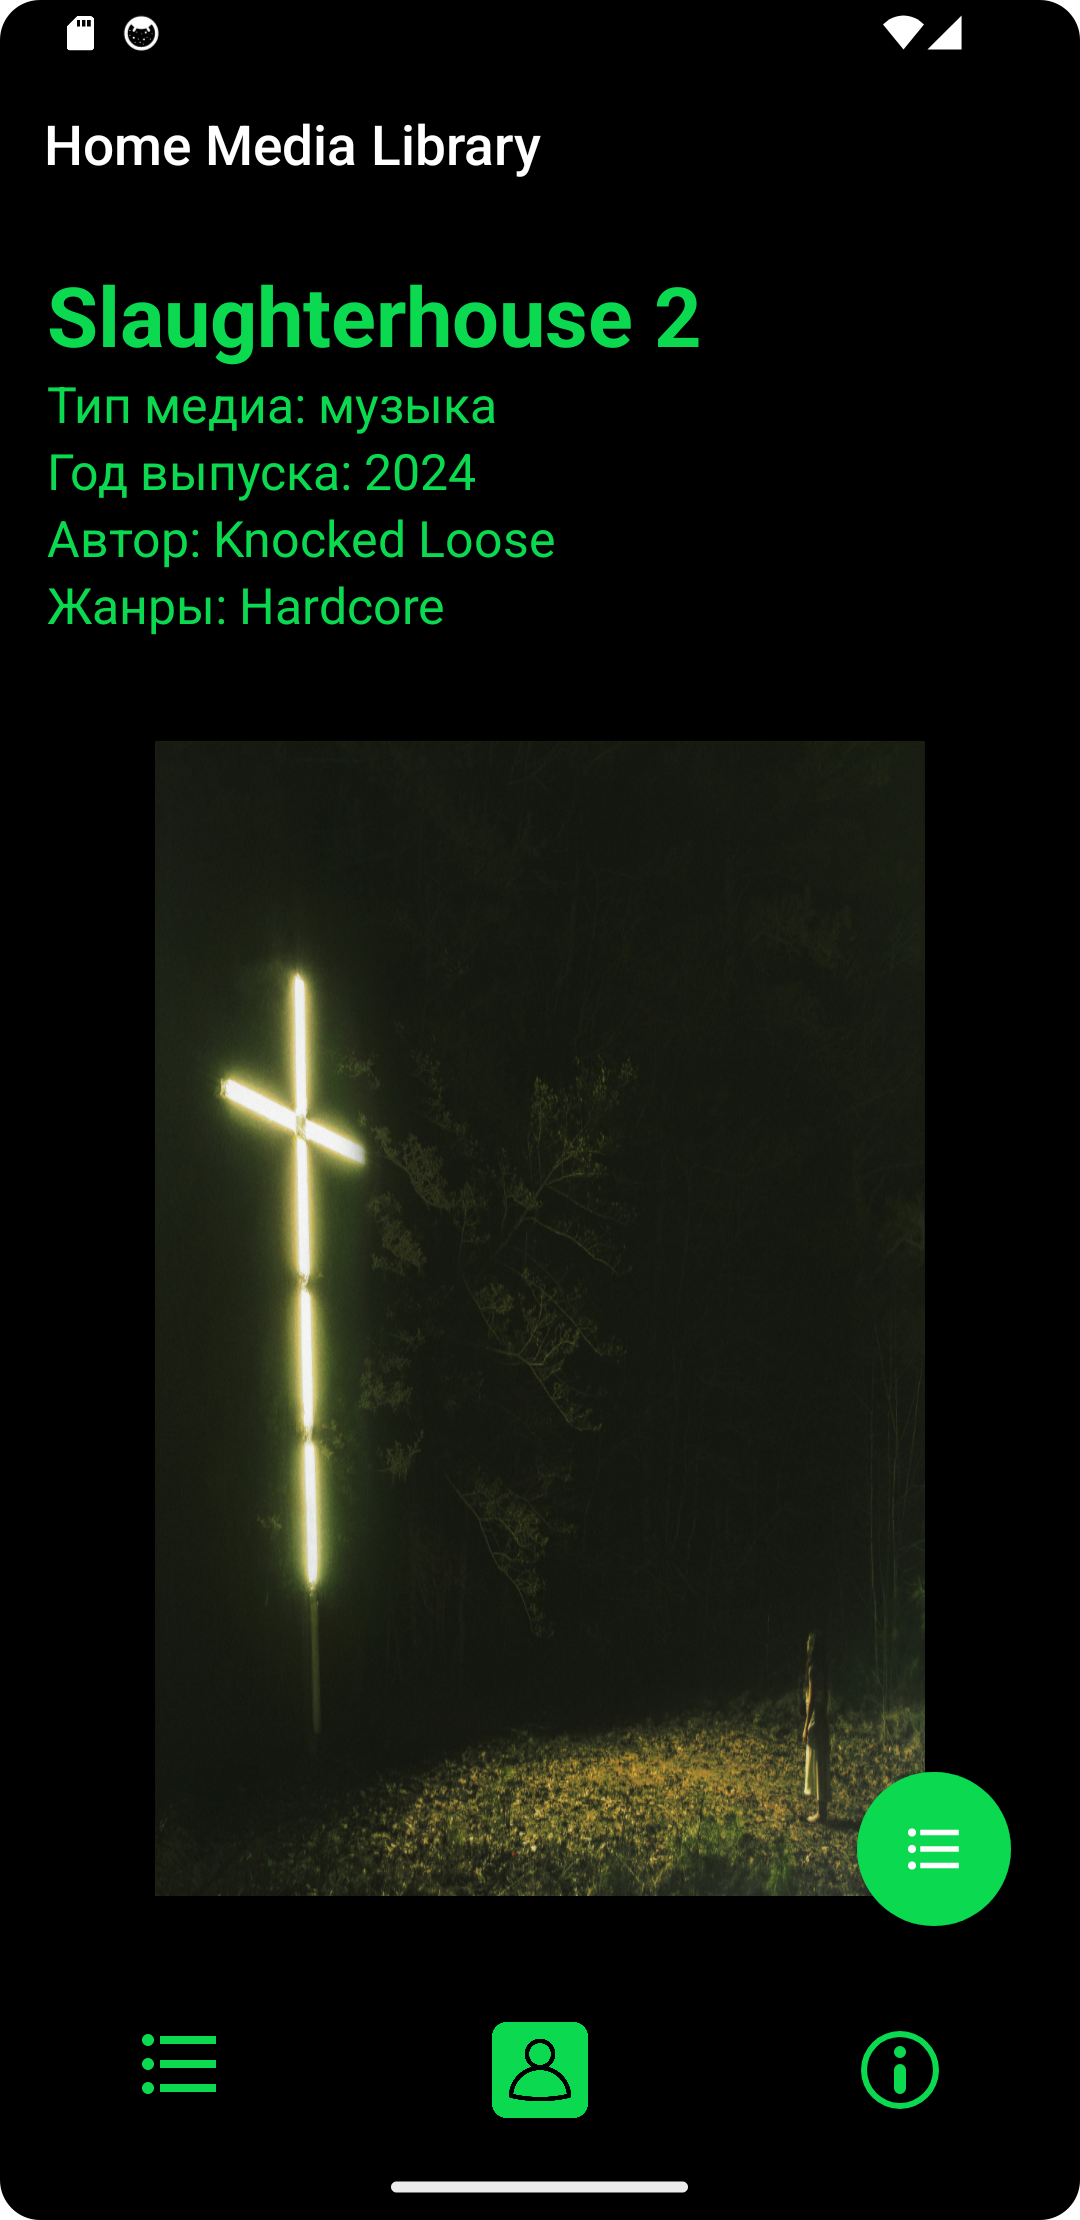 Home Media Library
Slaughterhouse 2
Тип медиа: музыка
Год выпуска: 2024
Автор: Knocked Loose
Жанры: Hardcore